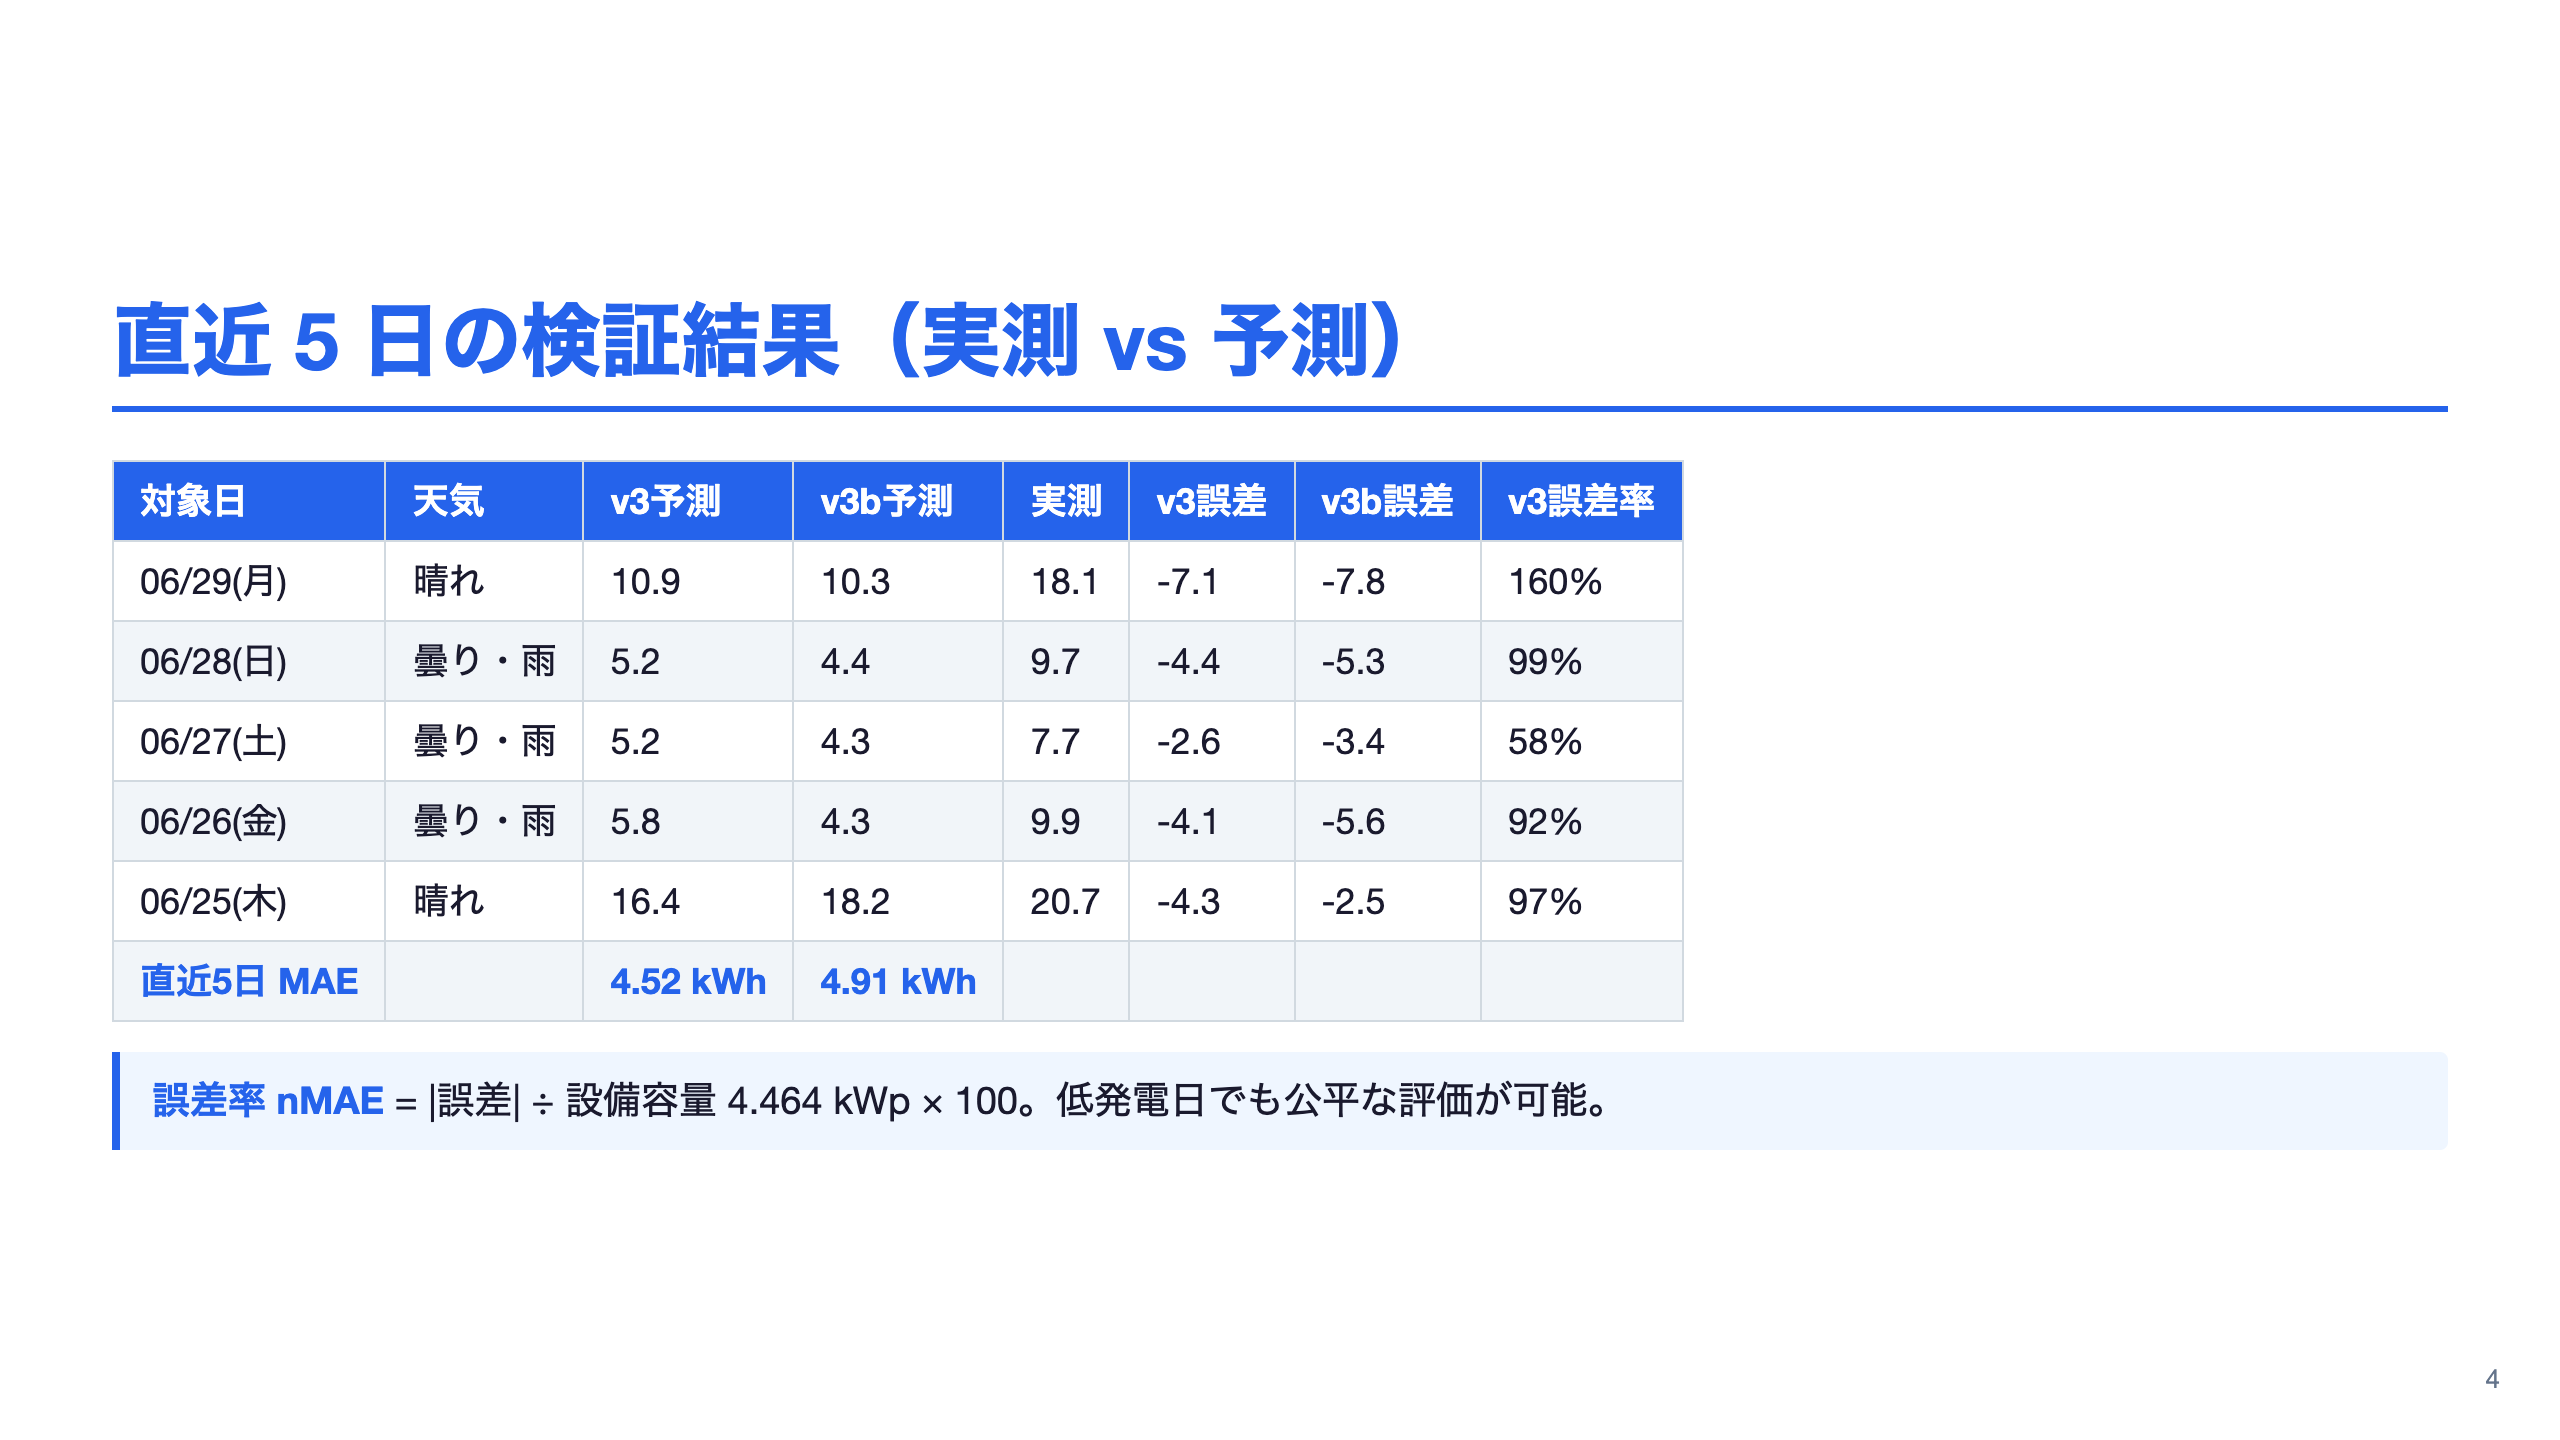 直近 5 日の検証結果（実測 vs 予測）
対象日 天気 v3予測 v3b予測 実測 v3誤差 v3b誤差 v3誤差率
06/29(月) 晴れ 10.9 10.3 18.1 -7.1 -7.8 160%
06/28(日) 曇り・雨 5.2 4.4 9.7 -4.4 -5.3 99%
06/27(土) 曇り・雨 5.2 4.3 7.7 -2.6 -3.4 58%
06/26(金) 曇り・雨 5.8 4.3 9.9 -4.1 -5.6 92%
06/25(木) 晴れ 16.4 18.2 20.7 -4.3 -2.5 97%
直近5日 MAE 4.52 kWh 4.91 kWh
誤差率 nMAE = |誤差| ÷ 設備容量 4.464 kWp × 100。低発電日でも公平な評価が可能。
4